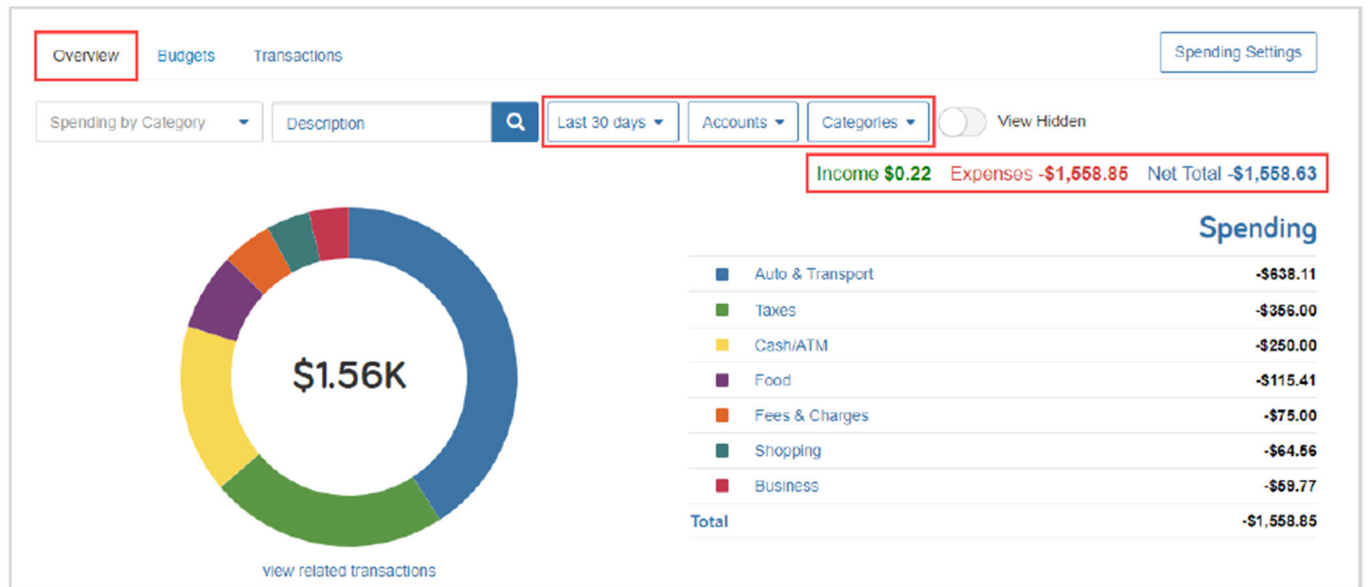 Overview Budgets Transactions Spending Settings
Spending by Category Description Last 30 days Accounts Categories View Hidden
Income $0.22 Expenses -$1,558.85 Net Total -$1,558.63
Spending
Auto & Transport -$638.11
Taxes -$356.00
Cash/ATM -$250.00
$1.56K
Food -$115.41
Fees & Charges -$75.00
Shopping -$64.56
Business -$59.77
Total -$1,558.85
view related transactions